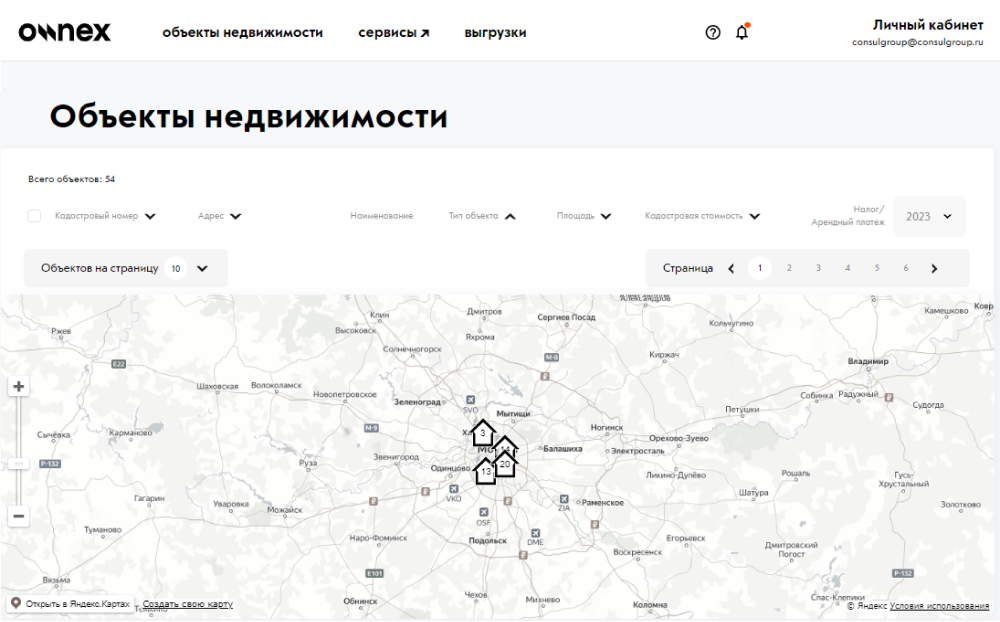 ownex
объекты недвижимости
сервисы ↗
выгрузки
Личный кабинет
consulgroup@consulgroup.ru
Объекты недвижимости
Всего объектов: 54
Кадастровый номер
Адрес
Наименование
Тип объекта
Площадь
Кадастровая стоимость
Налог/
Арендный платеж
2023
Объектов на страницу 10
Страница 1 2 3 4 5 6
Клин
Дмитров
Сергиев Посад
Александров
Камешково
Ковр
Ржев
Высоковск
Яхрома
Кольчугино
Солнечногорск
Киржач
Владимир
E22
М-8
Шаховская
Волоколамск
Новопетровское
Зеленоград
SVO
Мытищи
Петушки
Собинка
Радужный
Судогда
Сычёвка
Карманово
М-9
3
Ногинск
Орехово-Зуево
Балашиха
Электросталь
Р-132
Руза
Звенигород
Одинцово
13
20
Ликино-Дулёво
Рошаль
Гусь-
Хрустальный
Гагарин
Уваровка
Можайск
VKO
ZIA
Раменское
Шатура
Золотково
OSF
Туманово
Наро-Фоминск
Подольск
DME
Егорьевск
Воскресенск
Дмитровский
Погост
E101
Р-132
Вязьма
Обнинск
Чехов
Михнево
Коломна
Спас-Клепики
Открыть в Яндекс.Картах
Создать свою карту
Тёмкино
© Яндекс Условия использования